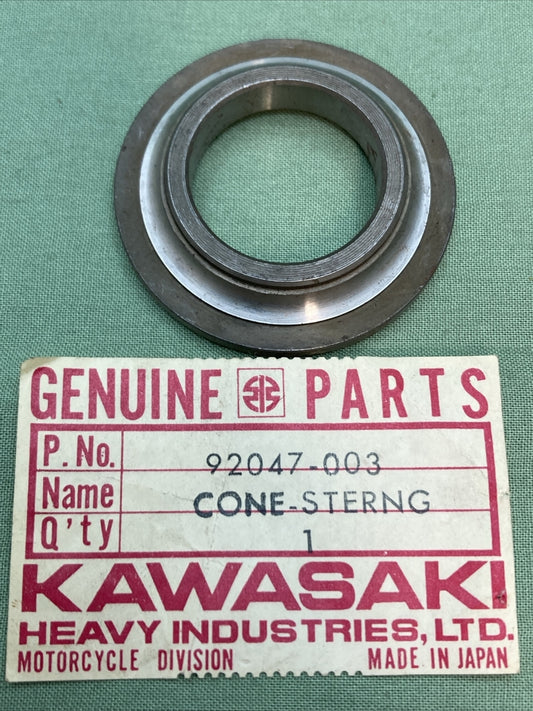 GENUINE PARTS
P. No. 92047-003
Name CONE-STERNG
Q'ty 1
KAWASAKI
HEAVY INDUSTRIES, LTD.
MOTORCYCLE DIVISION MADE IN JAPAN